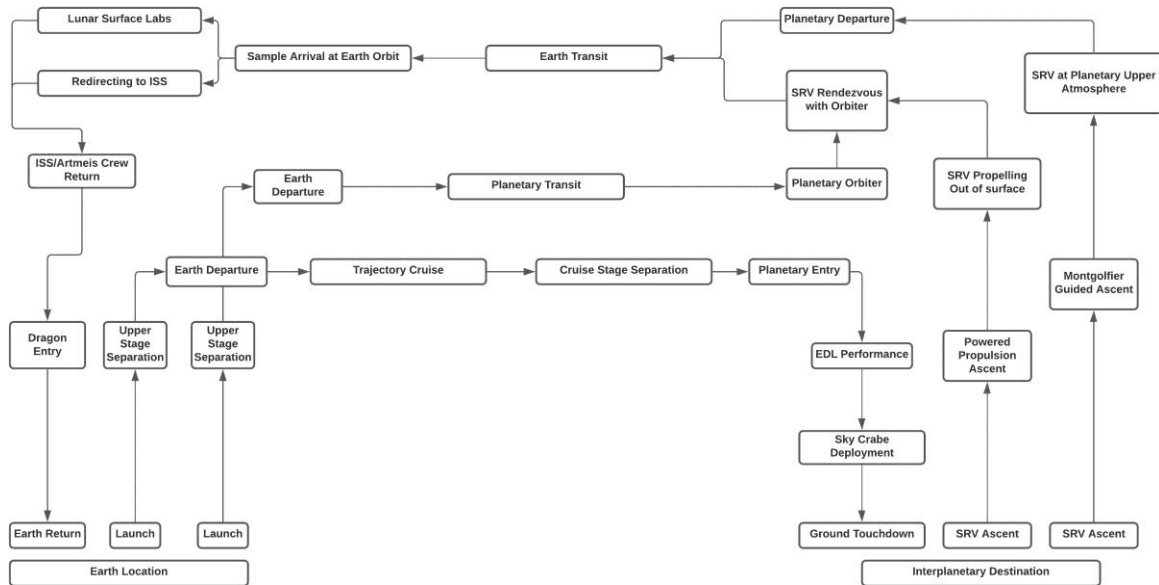 Lunar Surface Labs
Planetary Departure
Sample Arrival at Earth Orbit
Earth Transit
Redirecting to ISS
SRV at Planetary Upper
Atmosphere
SRV Rendezvous
with Orbiter
ISS/Artmeis Crew
Return
Earth
Departure
Planetary Transit
Planetary Orbiter
SRV Propelling
Out of surface
Earth Departure
Trajectory Cruise
Cruise Stage Separation
Planetary Entry
Montgolfier
Guided Ascent
Dragon
Entry
Upper
Stage
Separation
Upper
Stage
Separation
EDL Performance
Powered
Propulsion
Ascent
Sky Crabe
Deployment
Earth Return
Launch
Launch
Ground Touchdown
SRV Ascent
SRV Ascent
Earth Location
Interplanetary Destination